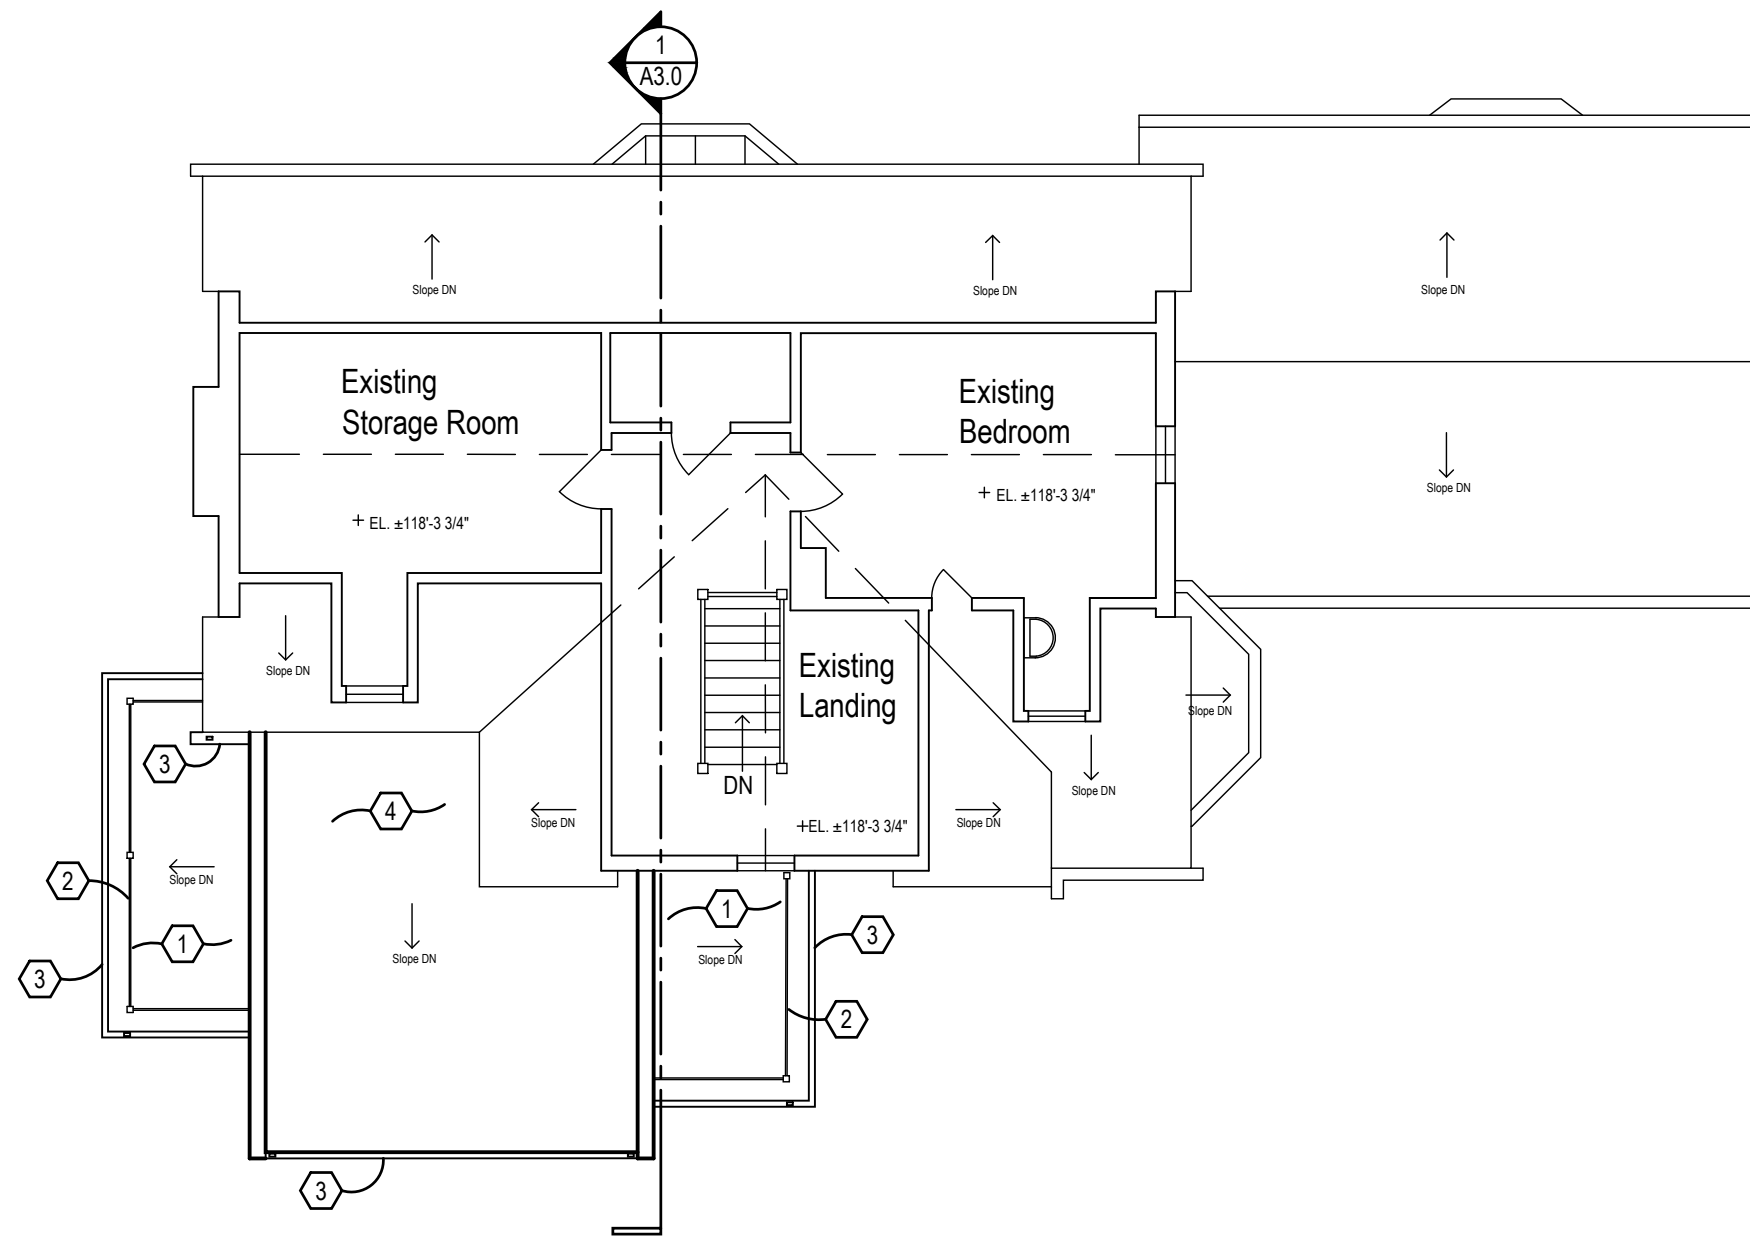 1
A3.0
Slope DN
Slope DN
Slope DN
Existing
Storage Room
Existing
Bedroom
Slope DN
+ EL. ±118'-3 3/4"
+ EL. ±118'-3 3/4"
Slope DN
Existing
Landing
Slope DN
DN
Slope DN
3
4
Slope DN
Slope DN
+EL. ±118'-3 3/4"
2
Slope DN
1
3
1
3
Slope DN
Slope DN
3
2
3